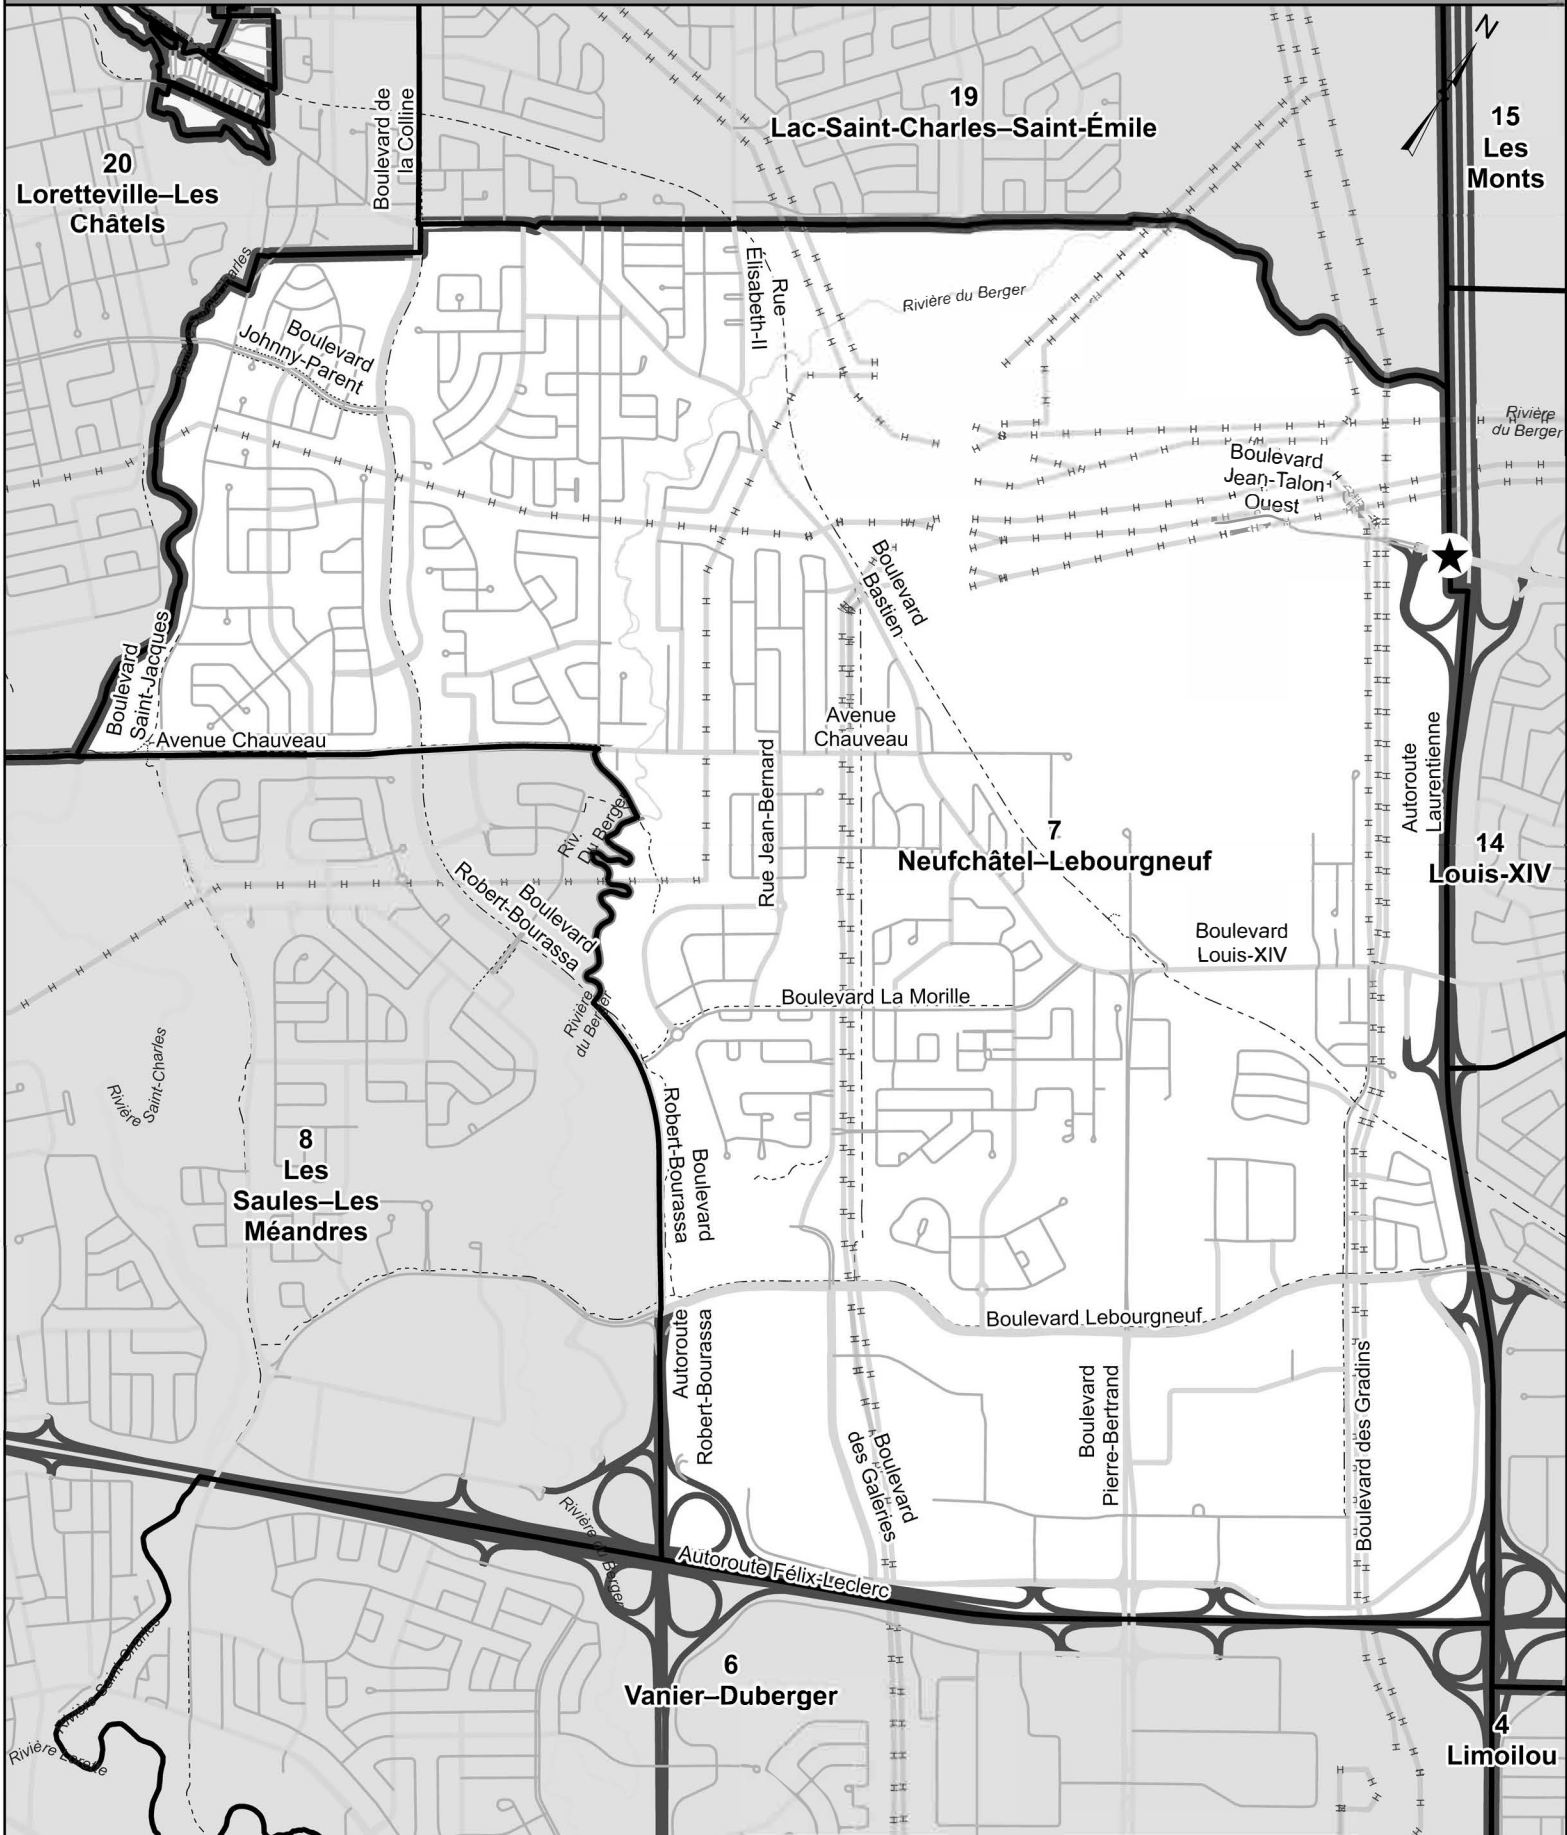 N
19
Lac-Saint-Charles–Saint-Émile
15
Les
Monts
20
Loretteville–Les
Châtels
Boulevard de
la Colline
Rue
Élisabeth-II
Rivière du Berger
Boulevard
Johnny-Parent
Rivière
du Berger
Boulevard
Jean-Talon
Ouest
Boulevard
Bastien
Boulevard
Saint-Jacques
Avenue Chauveau
Avenue
Chauveau
Autoroute
Laurentienne
Rue Jean-Bernard
Riv.
Du Berger
7
Neufchâtel–Lebourgneuf
14
Louis-XIV
Boulevard
Robert-Bourassa
Boulevard
Louis-XIV
Boulevard La Morille
Rivière
du Berger
Rivière
Saint-Charles
8
Les
Saules–Les
Méandres
Boulevard
Robert-Bourassa
Boulevard Lebourgneuf
Autoroute
Robert-Bourassa
Boulevard
Pierre-Bertrand
Boulevard des Gradins
Boulevard
des Galeries
Rivière du Berger
Autoroute Félix-Leclerc
6
Vanier–Duberger
Rivière Saint-Charles
Rivière Lorette
4
Limoilou